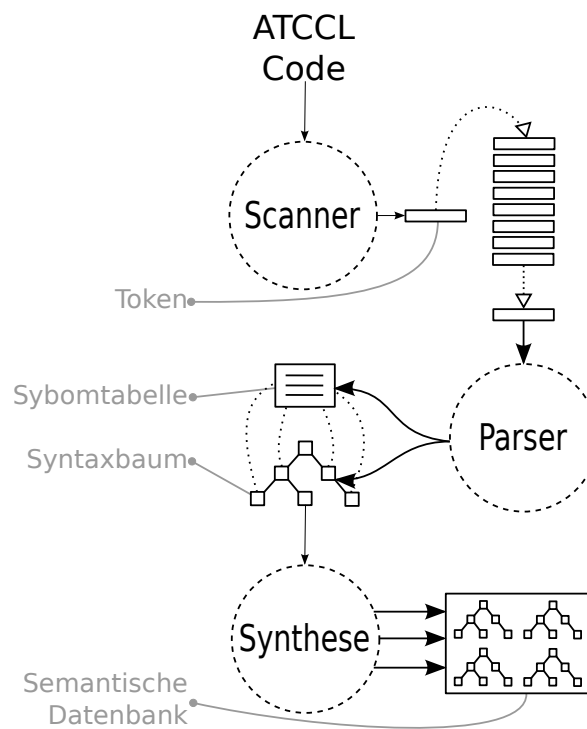 ATCCL
Code
Scanner
Token
Sybomtabelle
Parser
Syntaxbaum
Synthese
Semantische
Datenbank